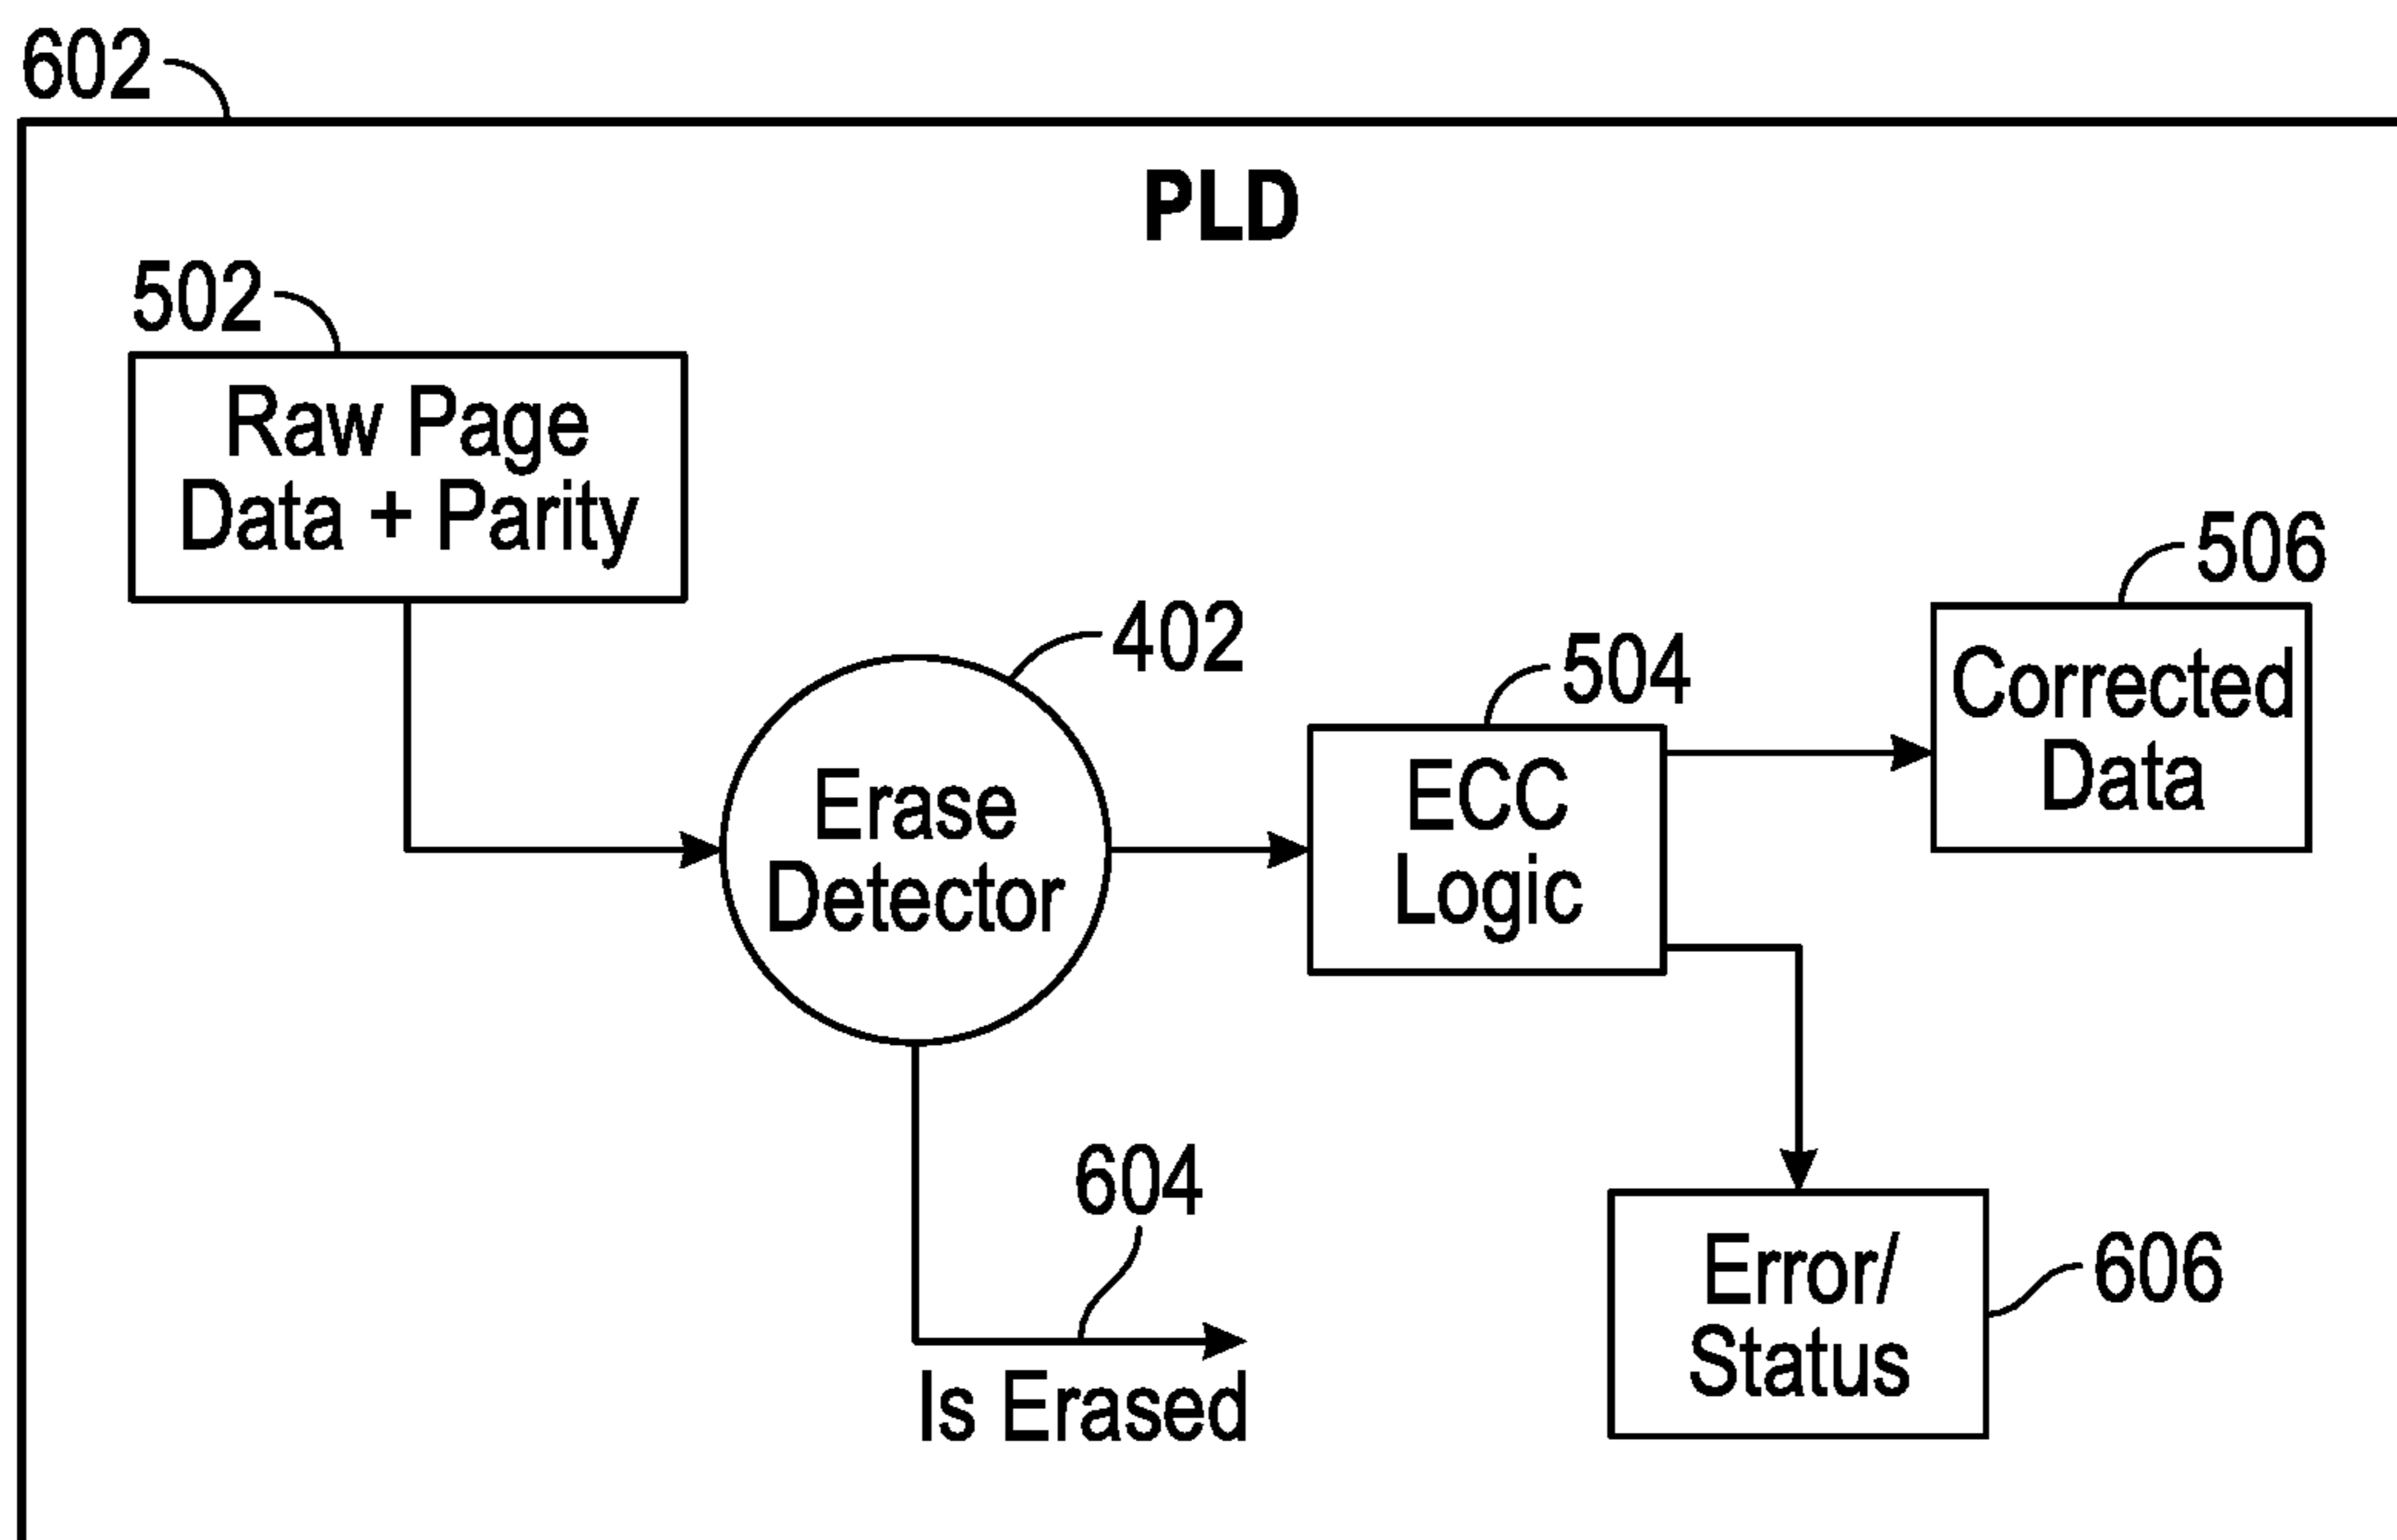 602
PLD
502
Raw Page
Data + Parity
402
Erase
Detector
504
ECC
Logic
506
Corrected
Data
604
Is Erased
Error/
Status
606